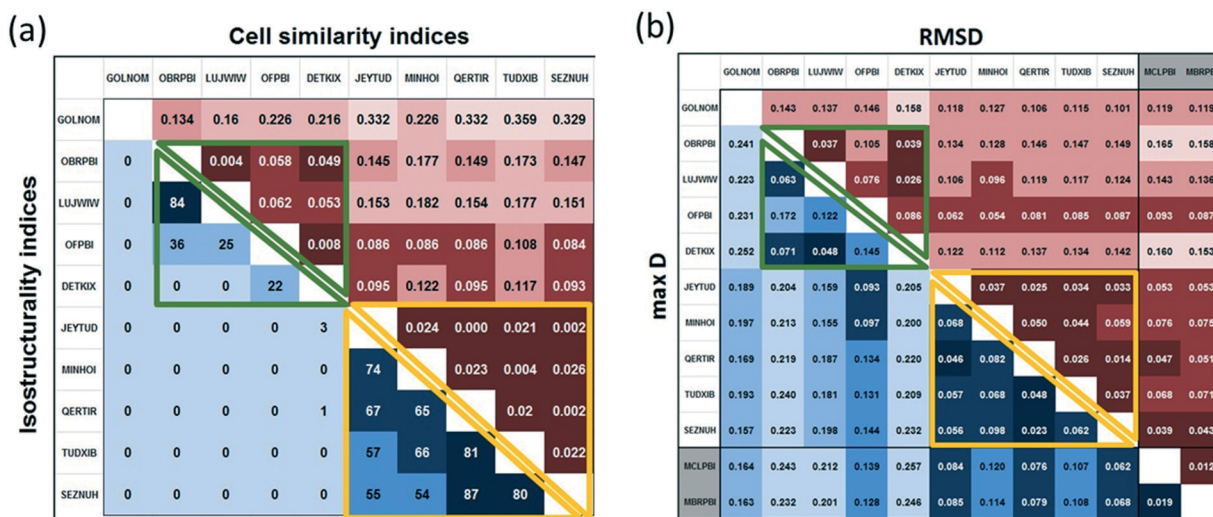 (a)
Cell similarity indices
GOLNOM OBRPBI LUJWIW OFPBI DETKIX JEYTUD MINHOI QERTIR TUDXIB SEZNUH
GOLNOM 0.134 0.16 0.226 0.216 0.332 0.226 0.332 0.359 0.329
OBRPBI 0 0.004 0.058 0.049 0.145 0.177 0.149 0.173 0.147
LUJWIW 0 84 0.062 0.053 0.153 0.182 0.154 0.177 0.151
OFPBI 0 36 25 0.008 0.086 0.086 0.086 0.108 0.084
DETKIX 0 0 0 22 0.095 0.122 0.095 0.117 0.093
JEYTUD 0 0 0 0 3 0.024 0.000 0.021 0.002
MINHOI 0 0 0 0 0 74 0.023 0.004 0.026
QERTIR 0 0 0 0 1 67 65 0.02 0.002
TUDXIB 0 0 0 0 0 57 66 81 0.022
SEZNUH 0 0 0 0 0 55 54 87 80
Isostructurality indices
(b)
RMSD
GOLNOM OBRPBI LUJWIW OFPBI DETKIX JEYTUD MINHOI QERTIR TUDXIB SEZNUH MCLPBI MBRPBI
GOLNOM 0.143 0.137 0.146 0.158 0.118 0.127 0.106 0.115 0.101 0.119 0.119
OBRPBI 0.241 0.037 0.105 0.039 0.134 0.128 0.146 0.147 0.149 0.165 0.158
LUJWIW 0.223 0.063 0.076 0.026 0.106 0.096 0.119 0.117 0.124 0.143 0.136
OFPBI 0.231 0.172 0.122 0.086 0.062 0.054 0.081 0.085 0.087 0.093 0.087
DETKIX 0.252 0.071 0.048 0.145 0.122 0.112 0.137 0.134 0.142 0.160 0.153
JEYTUD 0.189 0.204 0.159 0.093 0.205 0.037 0.025 0.034 0.033 0.053 0.053
MINHOI 0.197 0.213 0.155 0.097 0.200 0.068 0.050 0.044 0.059 0.076 0.075
QERTIR 0.169 0.219 0.187 0.134 0.220 0.046 0.082 0.026 0.014 0.047 0.051
TUDXIB 0.193 0.240 0.181 0.131 0.209 0.057 0.068 0.048 0.037 0.068 0.071
SEZNUH 0.157 0.223 0.198 0.144 0.232 0.056 0.098 0.023 0.062 0.039 0.043
MCLPBI 0.164 0.243 0.212 0.139 0.257 0.084 0.120 0.076 0.107 0.062 0.012
MBRPBI 0.163 0.232 0.201 0.128 0.246 0.085 0.114 0.079 0.108 0.068 0.019
max D